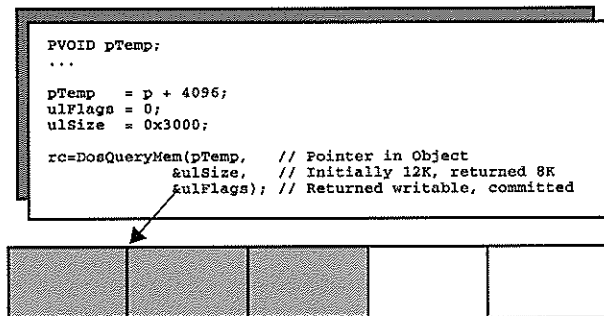 PVOID pTemp;
...
pTemp = p + 4096;
ulFlags = 0;
ulSize = 0x3000;
rc=DosQueryMem(pTemp, // Pointer in Object
&ulSize, // Initially 12K, returned 8K
&ulFlags); // Returned writable, committed